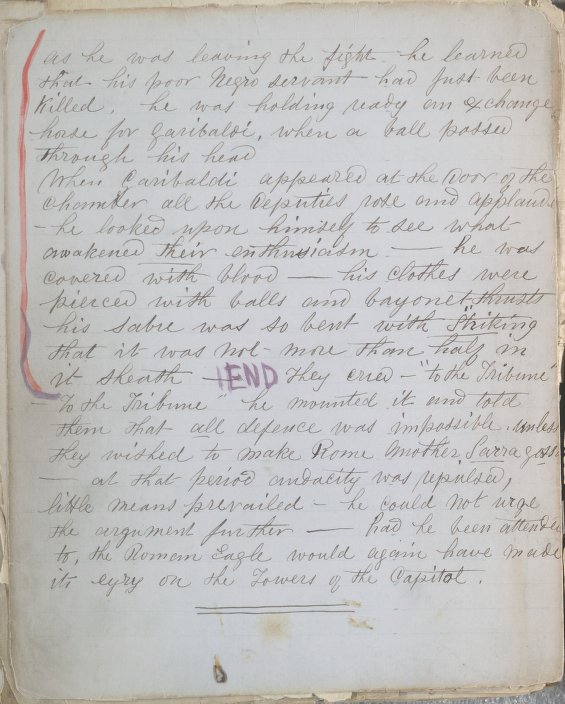 as he was leaving the fight he learned
that his poor Negro servant had just been
killed. he was holding ready an exchange
horse for Garibaldi, when a ball passed
through his head
When Garibaldi appeared at the door of the
Chamber all the Deputies rose and applauded
- he looked upon himself to see what
awakened their enthusicasm — he was
covered with blood — his clothes were
pierced with balls and bayonet thrusts
his sabre was so bent with striking
that it was not more than half in
it sheath — END They cried - "to the Tribune"
- "To the Tribune" he mounted it and told
them that all defence was impossible unless
they wished to make Rome Another Sarragossa
— at that period audacity was repulsed,
little means prevailed - he could not urge
the argument further — had he been attended
to, the Roman Eagle would again have made
its eyry on the Towers of the Capitol.